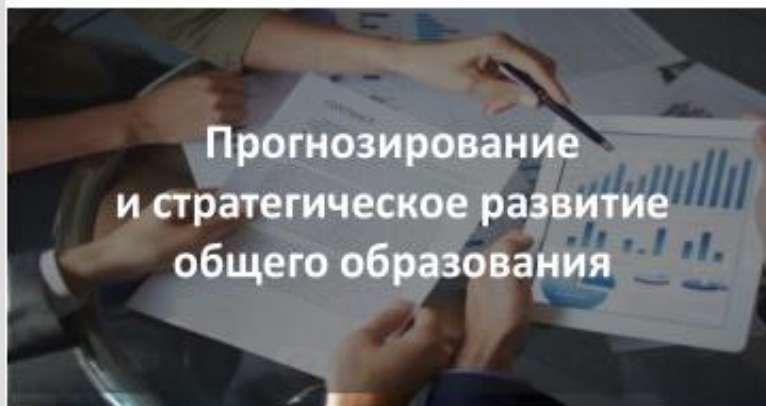 Прогнозирование
и стратегическое развитие
общего образования